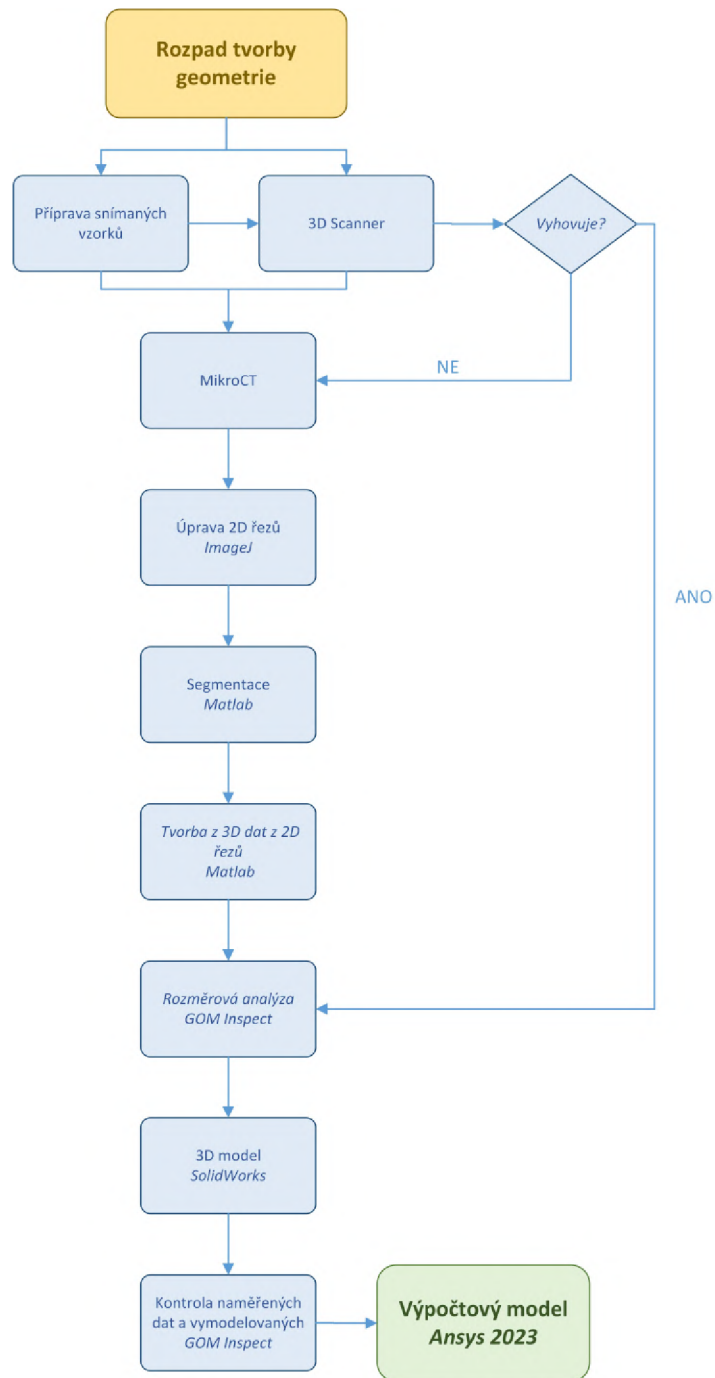 Rozpad tvorby
geometrie
Příprava snímaných
vzorků
3D Scanner
Vyhovuje?
MikroCT
NE
Úprava 2D řezů
ImageJ
ANO
Segmentace
Matlab
Tvorba z 3D dat z 2D
řezů
Matlab
Rozměrová analýza
GOM Inspect
3D model
SolidWorks
Kontrola naměřených
dat a vymodelovaných
GOM Inspect
Výpočtový model
Ansys 2023